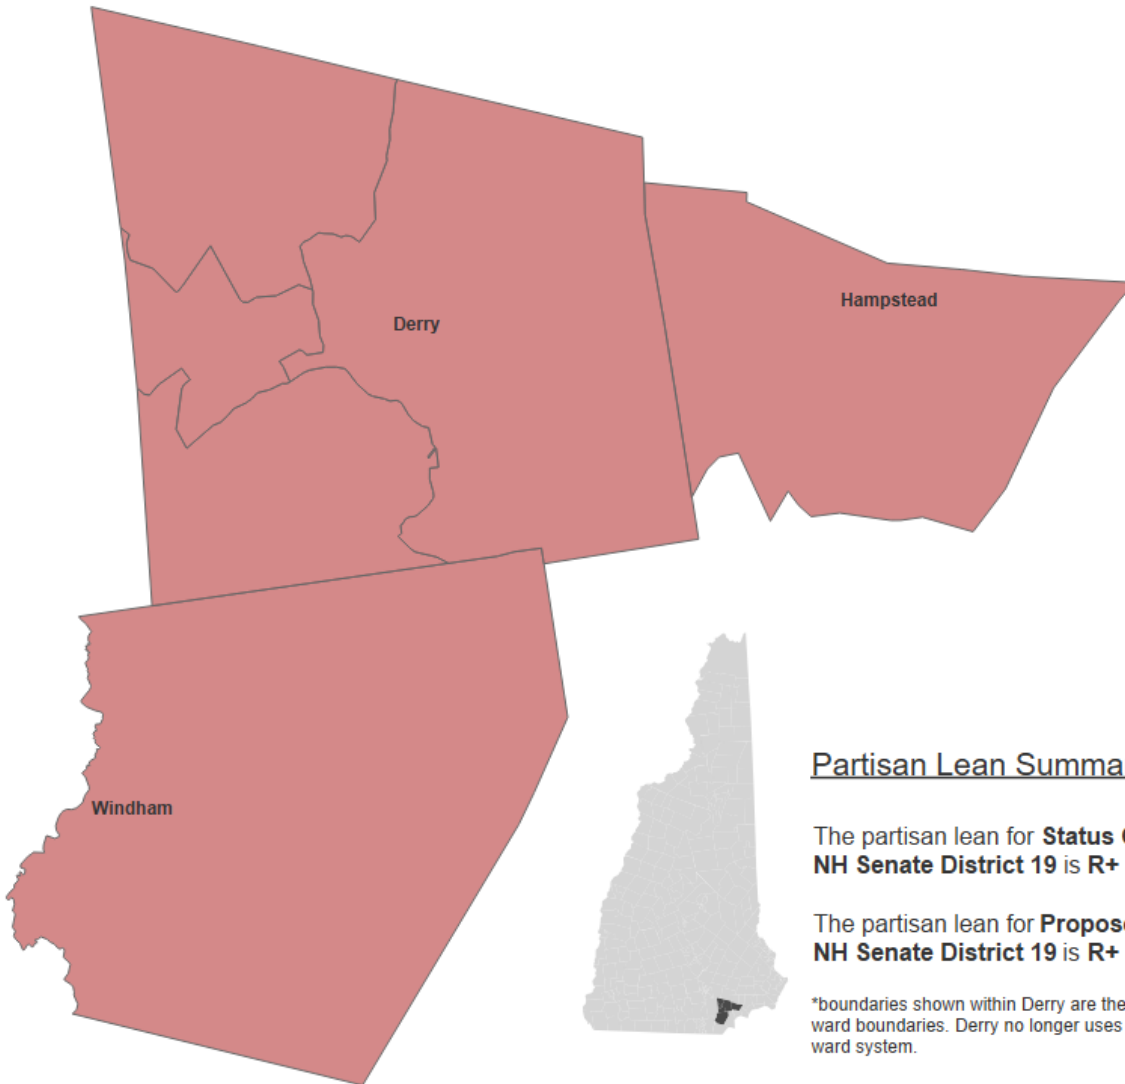 Hampstead
Derry
Windham
Partisan Lean Summa
The partisan lean for Status
NH Senate District 19 is R+
The partisan lean for Propos
NH Senate District 19 is R+
*boundaries shown within Derry are the
ward boundaries. Derry no longer uses
ward system.